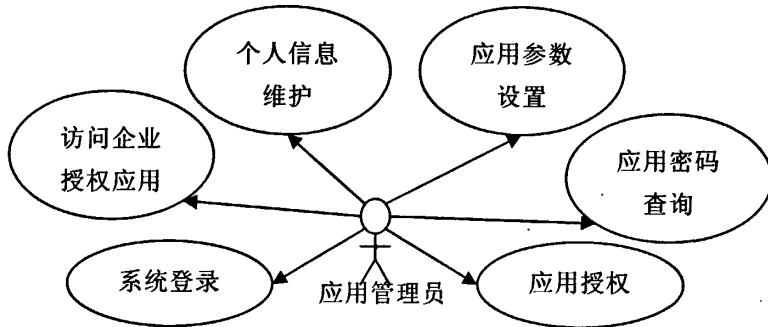 个人信息
维护
应用参数
设置
访问企业
授权应用
应用密码
查询
系统登录
应用管理员
应用授权